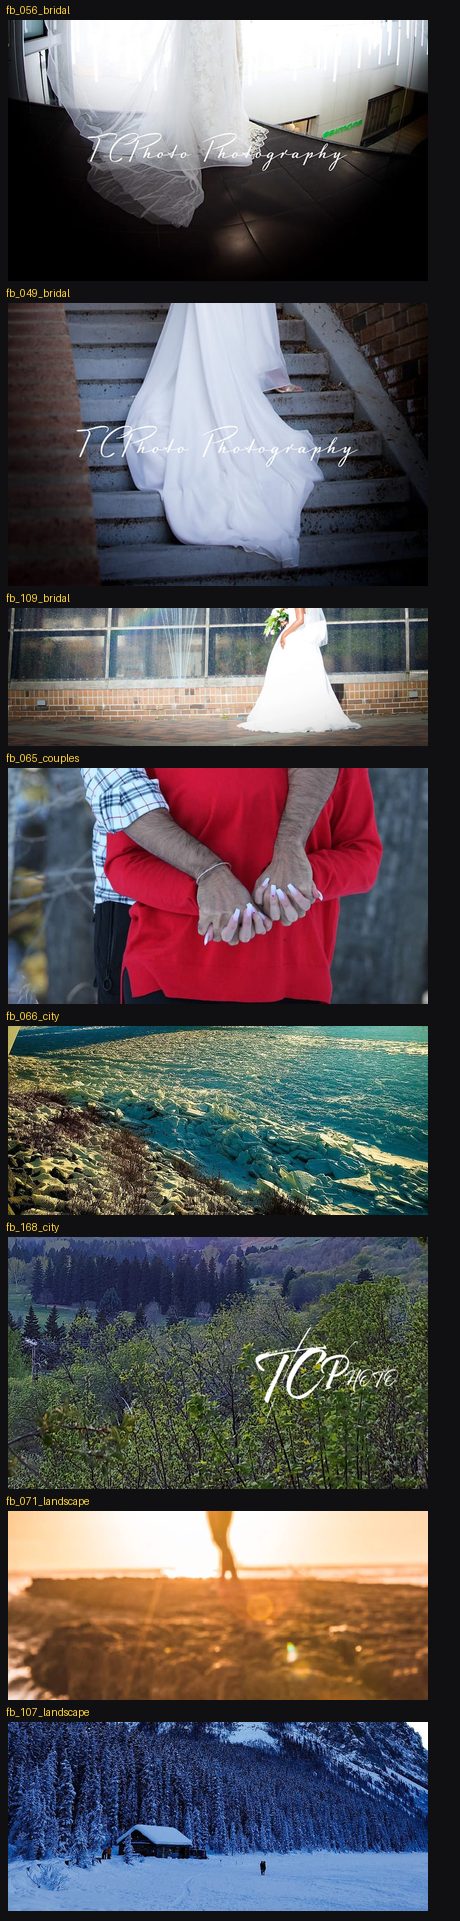 fb_056_bridal
TCPhoto Photography
fb_049_bridal
TCPhoto Photography
fb_109_bridal
fb_065_couples
fb_066_city
fb_168_city
TCPHOTO
fb_071_landscape
fb_107_landscape